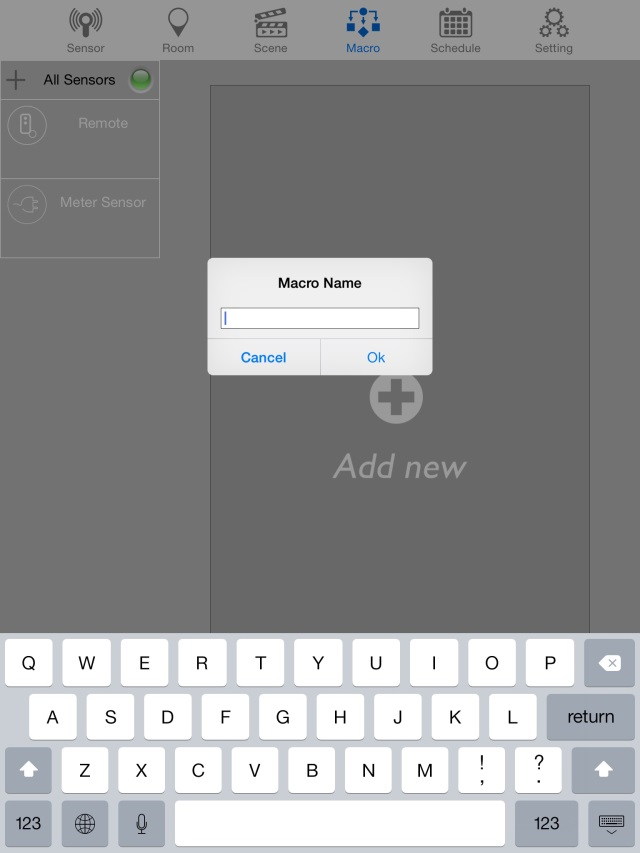 Sensor Room Scene Macro Schedule Setting
All Sensors
Remote
Meter Sensor
Macro Name
Cancel Ok
Add new
Q W E R T Y U I O P
A S D F G H J K L return
Z X C V B N M ! , ? .
123 123